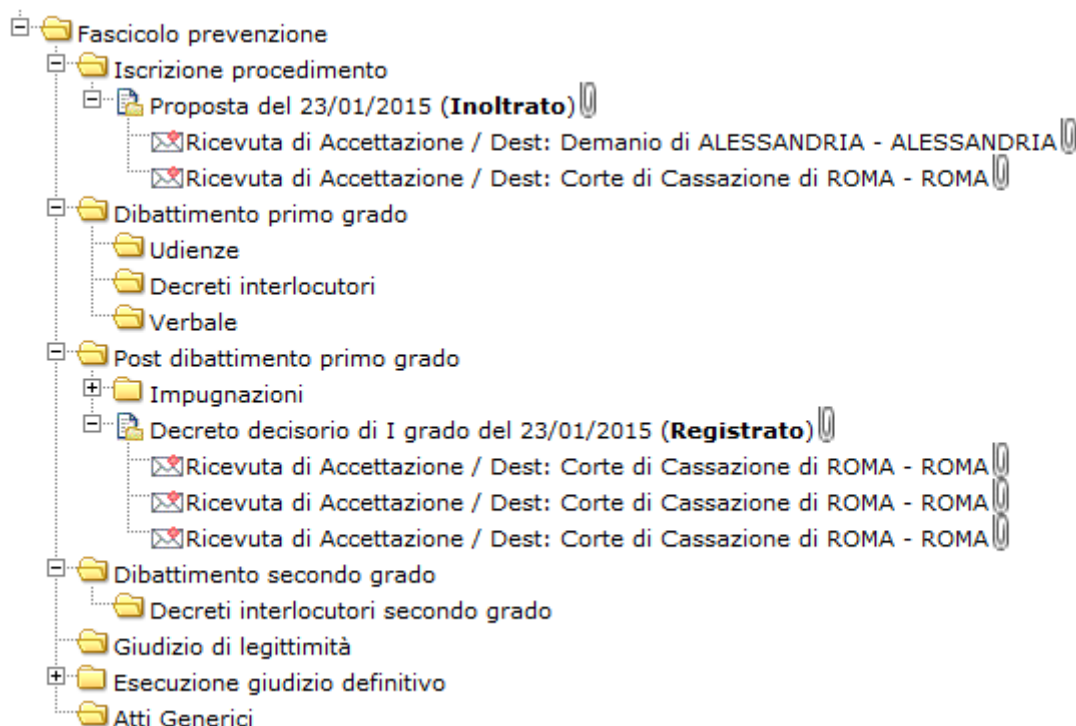 Fascicolo prevenzione
Iscrizione procedimento
Proposta del 23/01/2015 (Inoltrato)
Ricevuta di Accettazione / Dest: Demanio di ALESSANDRIA - ALESSANDRIA
Ricevuta di Accettazione / Dest: Corte di Cassazione di ROMA - ROMA
Dibattimento primo grado
Udienze
Decreti interlocutori
Verbale
Post dibattimento primo grado
Impugnazioni
Decreto decisorio di I grado del 23/01/2015 (Registrato)
Ricevuta di Accettazione / Dest: Corte di Cassazione di ROMA - ROMA
Ricevuta di Accettazione / Dest: Corte di Cassazione di ROMA - ROMA
Ricevuta di Accettazione / Dest: Corte di Cassazione di ROMA - ROMA
Dibattimento secondo grado
Decreti interlocutori secondo grado
Giudizio di legittimità
Esecuzione giudizio definitivo
Atti Generici